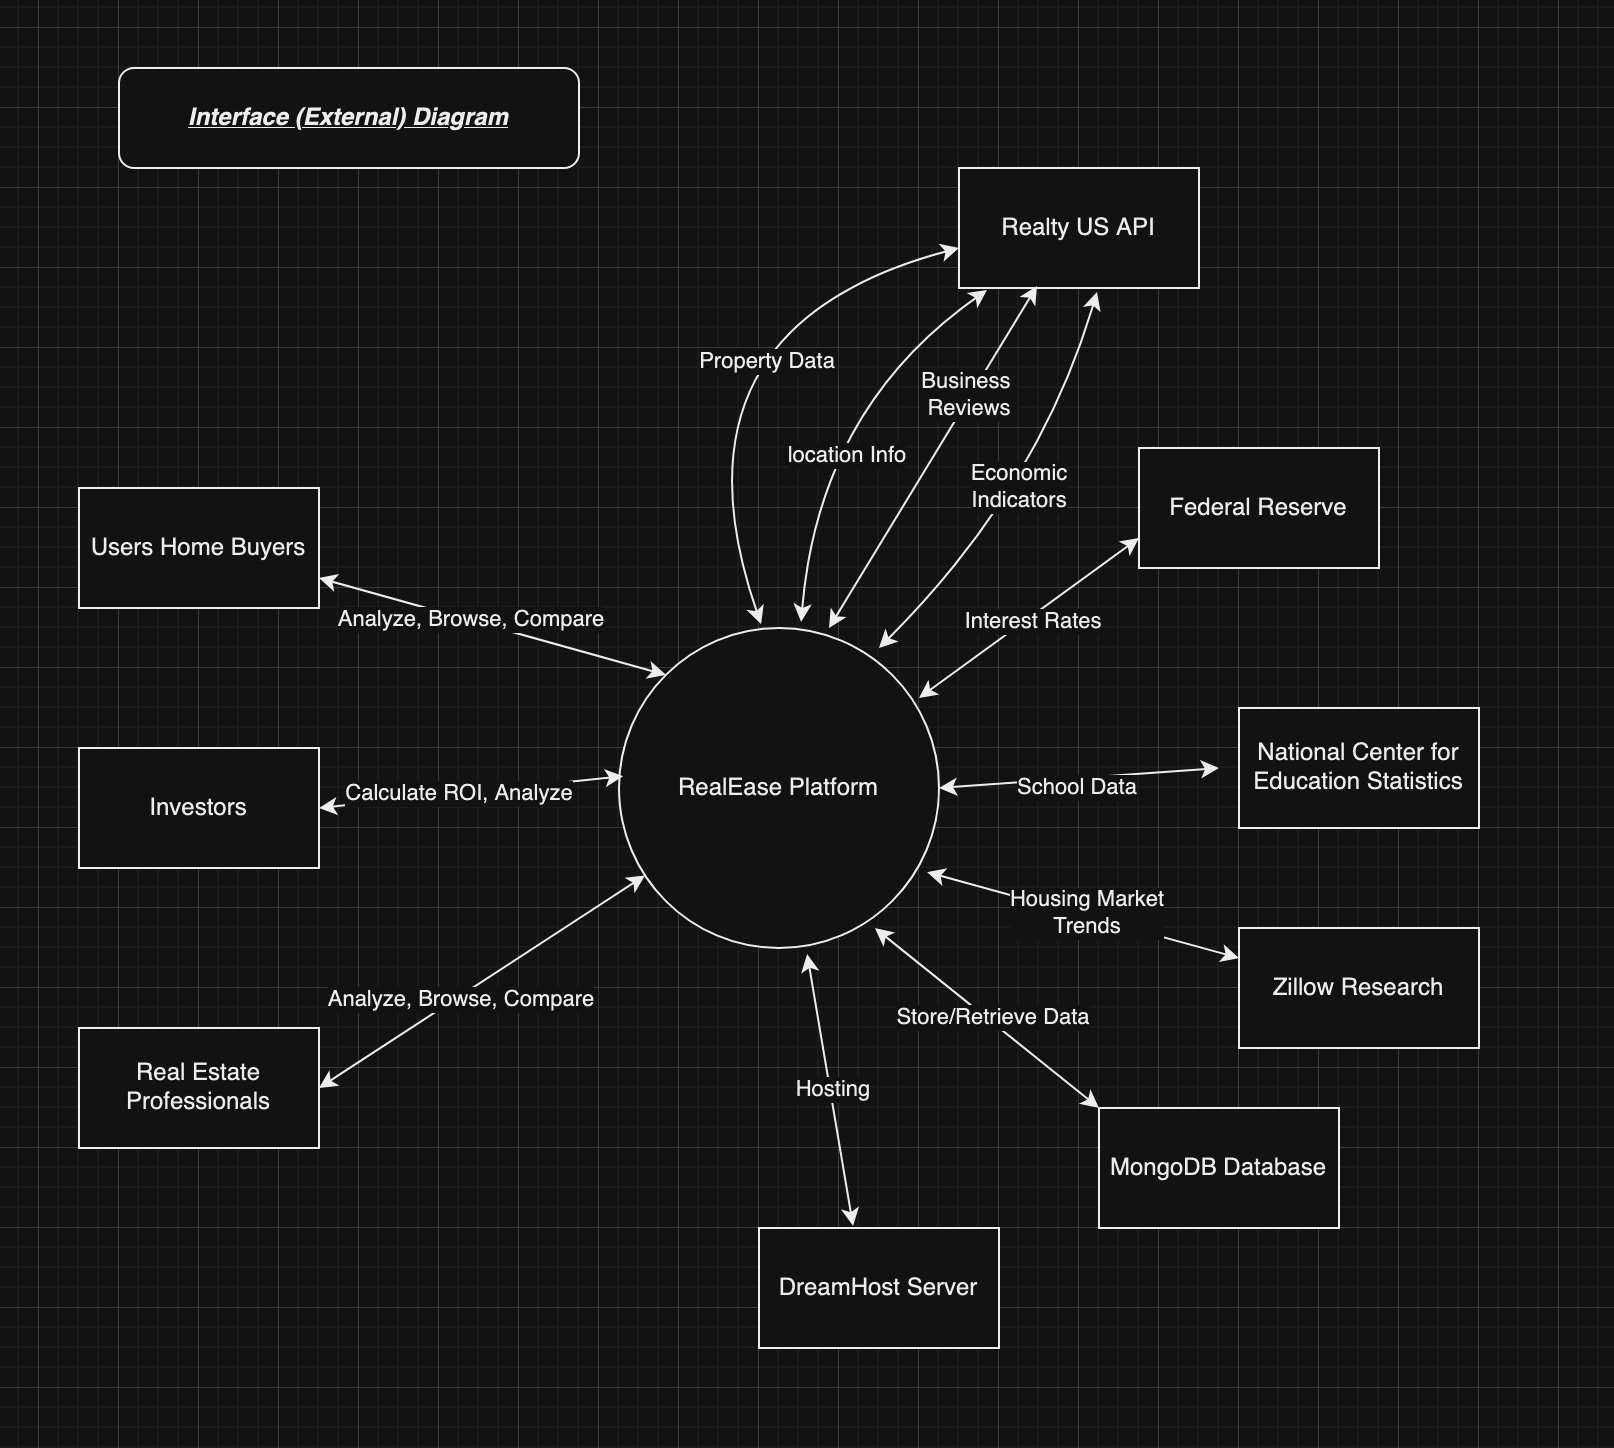 Interface (External) Diagram
Realty US API
Property Data
Business
Reviews
location Info
Economic
Indicators
Federal Reserve
Users Home Buyers
Analyze, Browse, Compare
Interest Rates
National Center for
Education Statistics
School Data
RealEase Platform
Investors
Calculate ROI, Analyze
Housing Market
Trends
Zillow Research
Analyze, Browse, Compare
Store/Retrieve Data
Real Estate
Professionals
Hosting
MongoDB Database
DreamHost Server